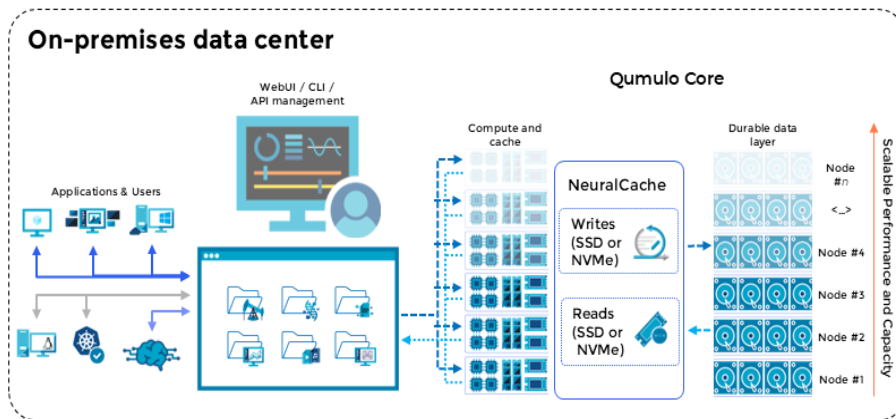 On-premises data center
WebUI / CLI /
API management
Applications & Users
Qumulo Core
Compute and
cache
NeuralCache
Writes
(SSD or
NVMe)
Reads
(SSD or
NVMe)
Durable data
layer
Node
#n
<...>
Node #4
Node #3
Node #2
Node #1
Scalable Performance and Capacity